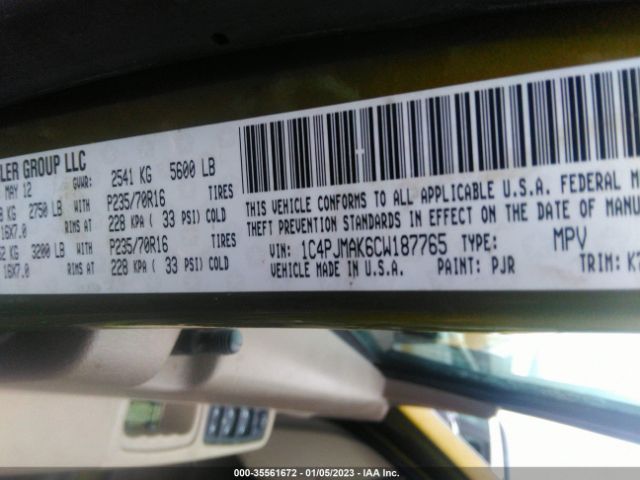 LER GROUP LLC
MAY 12 GVWR: 2541 KG 5600 LB
KG 2750 LB WITH P235/70R16 TIRES
16X7.0 RIMS AT 228 KPA ( 33 PSI) COLD
KG 3200 LB WITH P235/70R16 TIRES
16X7.0 RIMS AT 228 KPA ( 33 PSI) COLD
THIS VEHICLE CONFORMS TO ALL APPLICABLE U.S.A. FEDERAL M
THEFT PREVENTION STANDARDS IN EFFECT ON THE DATE OF MANU
VIN: 1C4PJMAK6CW187765 TYPE: MPV
VEHICLE MADE IN U.S.A. PAINT: PJR TRIM: K7
000-35561672 - 01/05/2023 - IAA Inc.